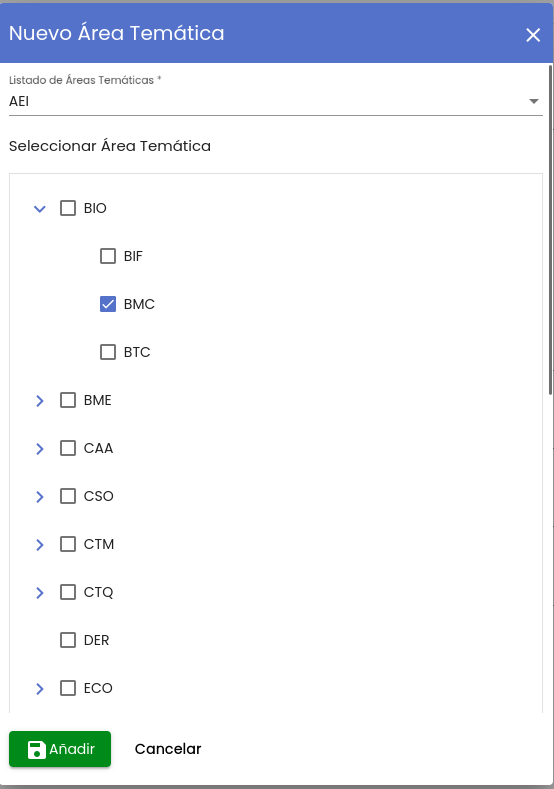 Nuevo Área Temática
Listado de Áreas Temáticas *
AEI
Seleccionar Área Temática
BIO
BIF
BMC
BTC
BME
CAA
CSO
CTM
CTQ
DER
ECO
Añadir Cancelar